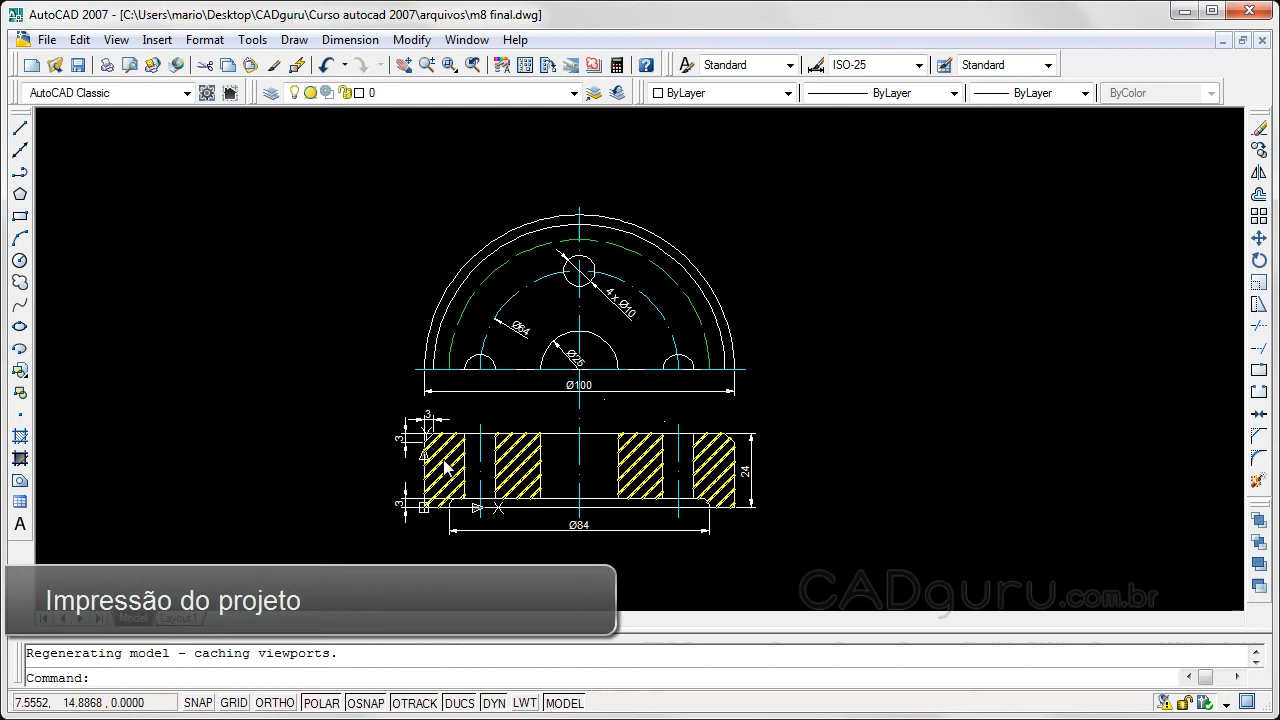 AutoCAD 2007 - [C:\Users\mario\Desktop\CADguru\Curso autocad 2007\arquivos\m8 final.dwg]
File Edit View Insert Format Tools Draw Dimension Modify Window Help
Standard ISO-25 Standard
AutoCAD Classic 0 ByLayer ByLayer ByLayer ByColor
4 x Ø10
Ø64
Ø25
Ø100
3
3
24
3
X
Ø84
CADguru.com.br
Impressão do projeto
Model Layout1
Regenerating model - caching viewports.
Command:
7.5552, 14.8868 , 0.0000 SNAP GRID ORTHO POLAR OSNAP OTRACK DUCS DYN LWT MODEL
A